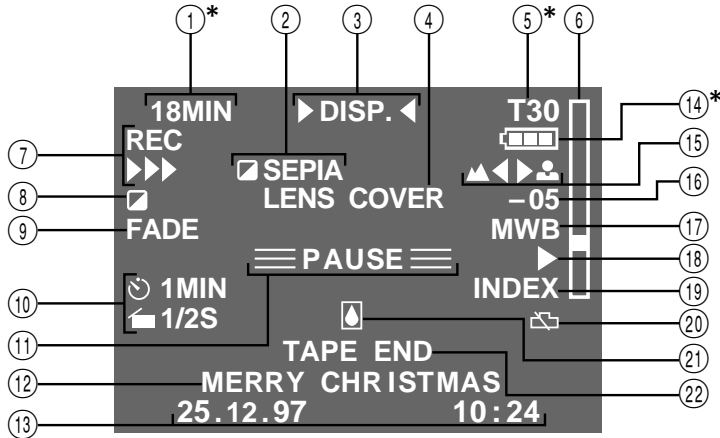 1* 2 3 4 5* 6
18MIN ▶ DISP. ◀ T30
14*
REC
7
SEPIA
15
LENS COVER
16
8
–05
FADE
9
MWB
17
PAUSE
18
1MIN
INDEX
19
10
1/2S
20
11
21
TAPE END
12
MERRY CHRISTMAS
22
25.12.97 10:24
13